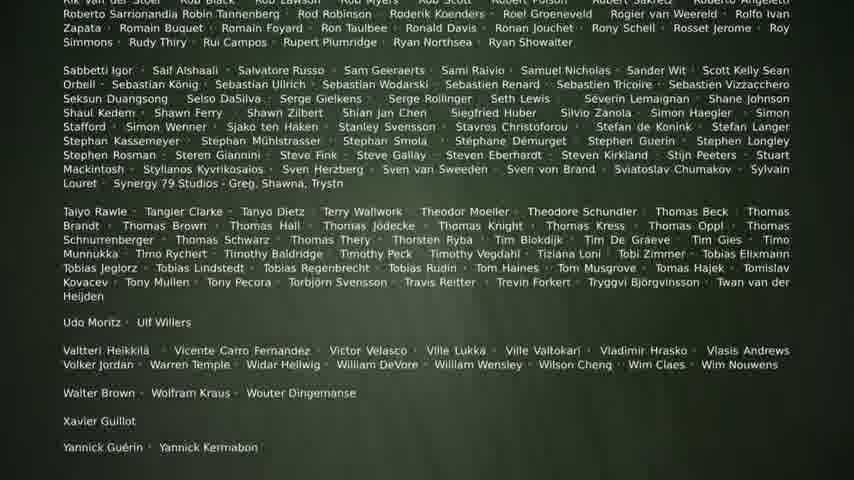 Rik Van der Stoel · Rob Black · Rob Lawson · Rob Myers · Rob Scott · Robert Poison · Robert Sakretz · Roberto Angeletti
Roberto Sarrionandia Robin Tannenberg · Rod Robinson · Roderik Koenders · Roel Groeneveld · Rogier van Weereld · Rolfo Ivan
Zapata · Romain Buquet · Romain Foyard · Ron Taulbee · Ronald Davis · Ronan Jouchet · Rony Schell · Rosset Jerome · Roy
Simmons · Rudy Thiry · Rui Campos · Rupert Plumridge · Ryan Northsea · Ryan Showalter
Sabbetti Igor · Saif Alshaali · Salvatore Russo · Sam Geeraerts · Sami Raivio · Samuel Nicholas · Sander Wit · Scott Kelly Sean
Orbell · Sebastian König · Sebastian Ullrich · Sebastian Wodarski · Sebastien Renard · Sebastien Tricoire · Sebastien Vizzacchero
Seksun Duangsong · Selso DaSilva · Serge Gielkens · Serge Rollinger · Seth Lewis · Séverin Lemaignan · Shane Johnson
Shaul Kedem · Shawn Ferry · Shawn Zilbert · Shian Jan Chen · Siegfried Huber · Silvio Zanola · Simon Haegler · Simon
Stafford · Simon Wenner · Sjako ten Haken · Stanley Svensson · Stavros Christoforou · Stefan de Konink · Stefan Langer
Stephan Kassemeyer · Stephan Mühlstrasser · Stephan Smola · Stéphane Demurget · Stephen Guerin · Stephen Longley
Stephen Rosman · Steren Giannini · Steve Fink · Steve Gallay · Steven Eberhardt · Steven Kirkland · Stijn Peeters · Stuart
Mackintosh · Stylianos Kyvrikosaios · Sven Herzberg · Sven van Sweeden · Sven von Brand · Sviatoslav Chumakov · Sylvain
Louret · Synergy 79 Studios - Greg, Shawna, Trystn
Taiyo Rawle · Tangier Clarke · Tanyo Dietz · Terry Wallwork · Theodor Moeller · Theodore Schundler · Thomas Beck · Thomas
Brandt · Thomas Brown · Thomas Hall · Thomas Jödecke · Thomas Knight · Thomas Kress · Thomas Oppl · Thomas
Schnurrenberger · Thomas Schwarz · Thomas Thery · Thorsten Ryba · Tim Blokdijk · Tim De Graeve · Tim Gies · Timo
Munnukka · Timo Rychert · Timothy Baldridge · Timothy Peck · Timothy Vegdahl · Tiziana Loni · Tobi Zimmer · Tobias Elixmann
Tobias Jeglorz · Tobias Lindstedt · Tobias Regenbrecht · Tobias Rudin · Tom Haines · Tom Musgrove · Tomas Hajek · Tomislav
Kovacev · Tony Mullen · Tony Pecora · Torbjörn Svensson · Travis Reitter · Trevin Forkert · Tryggvi Björgvinsson · Twan van der
Heijden
Udo Moritz · Ulf Willers
Valtteri Heikkilä · Vicente Carro Fernandez · Victor Velasco · Ville Lukka · Ville Valtokari · Vladimir Hrasko · Vlasis Andrews
Volker Jordan · Warren Temple · Widar Hellwig · William DeVore · William Wensley · Wilson Cheng · Wim Claes · Wim Nouwens
Walter Brown · Wolfram Kraus · Wouter Dingemanse
Xavier Guillot
Yannick Guérin · Yannick Kermabon